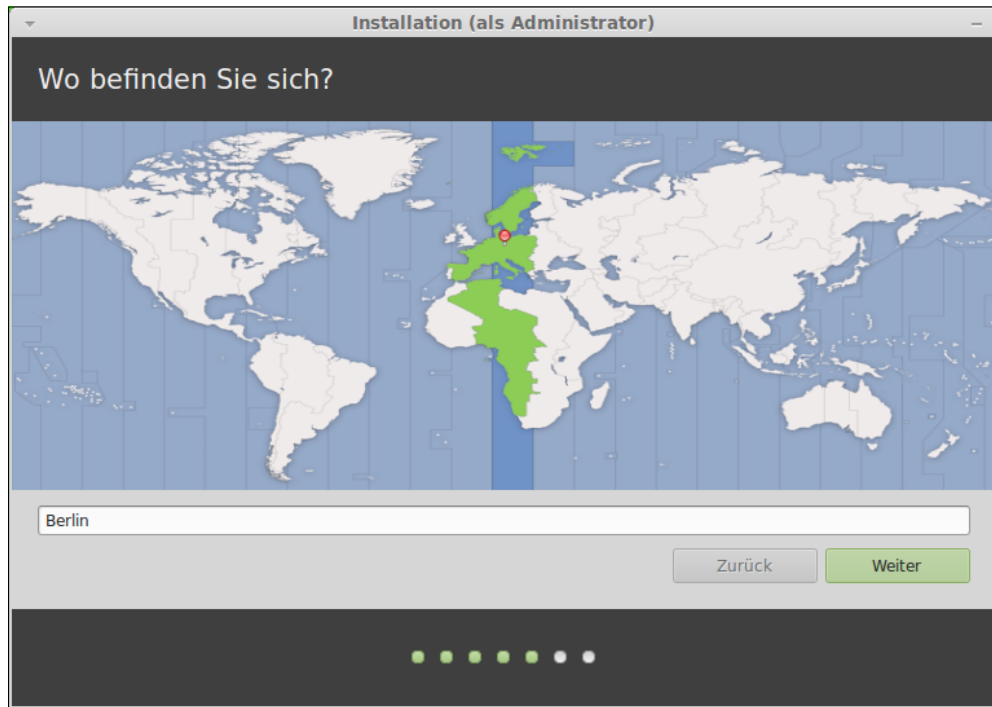 Installation (als Administrator)
Wo befinden Sie sich?
Berlin
Zurück
Weiter